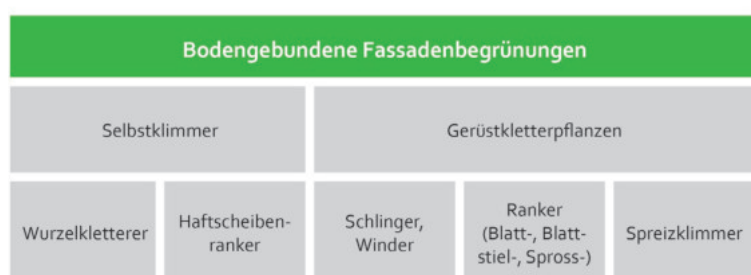 Bodengebundene Fassadenbegrünungen
Selbstklimmer
Gerüstkletterpflanzen
Wurzelkletterer
Haftscheiben-
ranker
Schlinger,
Winder
Ranker
(Blatt-, Blatt-
stiel-, Spross-)
Spreizklimmer